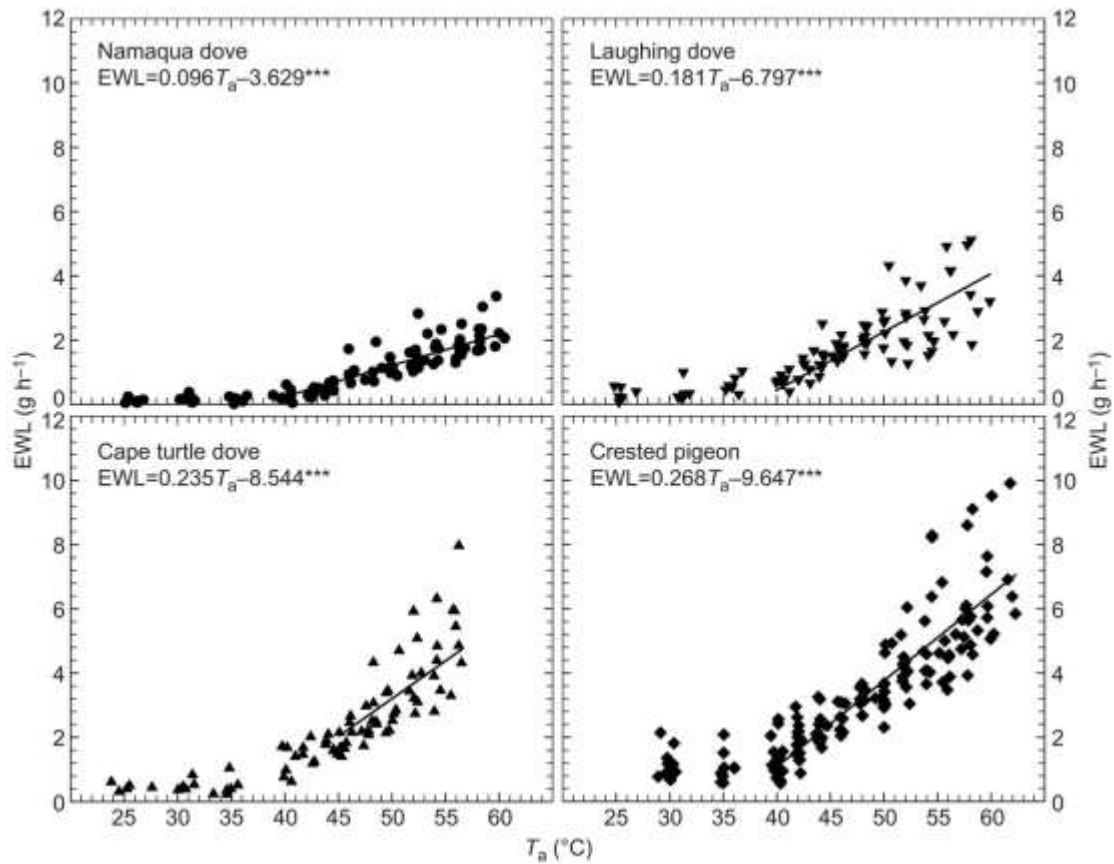 Namaqua dove
EWL=0.096Ta–3.629***
Laughing dove
EWL=0.181Ta–6.797***
12
10
8
6
4
2
0
12
10
8
6
4
2
0
EWL (g h–1)
EWL (g h–1)
Cape turtle dove
EWL=0.235Ta–8.544***
Crested pigeon
EWL=0.268Ta–9.647***
12
10
8
6
4
2
0
12
10
8
6
4
2
0
25 30 35 40 45 50 55 60
25 30 35 40 45 50 55 60
Ta (°C)